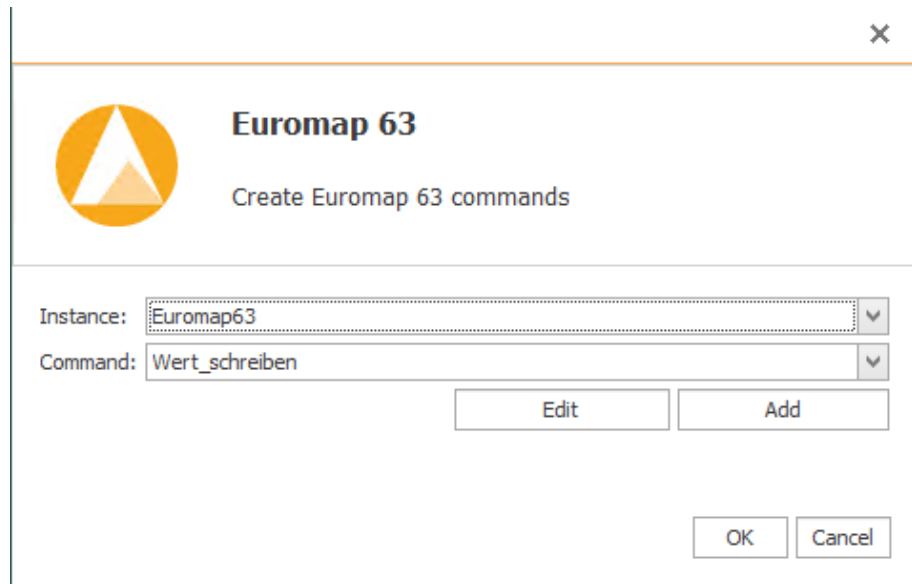 Euromap 63
Create Euromap 63 commands
Instance: Euromap63
Command: Wert_schreiben
Edit Add
OK Cancel